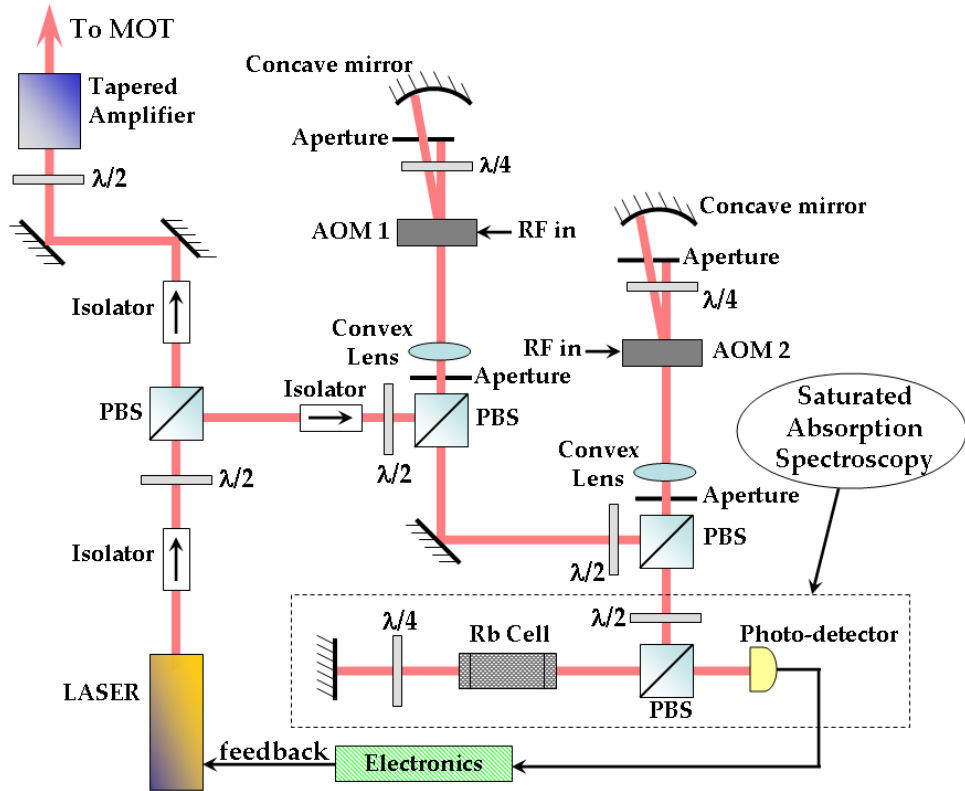 To MOT
Tapered
Amplifier
λ/2
Isolator
PBS
λ/2
Isolator
LASER
Concave mirror
Aperture
λ/4
AOM 1
RF in
Convex
Lens
Aperture
Isolator
PBS
λ/2
Concave mirror
Aperture
λ/4
RF in
AOM 2
Convex
Lens
Aperture
PBS
λ/2
Saturated
Absorption
Spectroscopy
λ/4
Rb Cell
λ/2
Photo-detector
PBS
feedback
Electronics